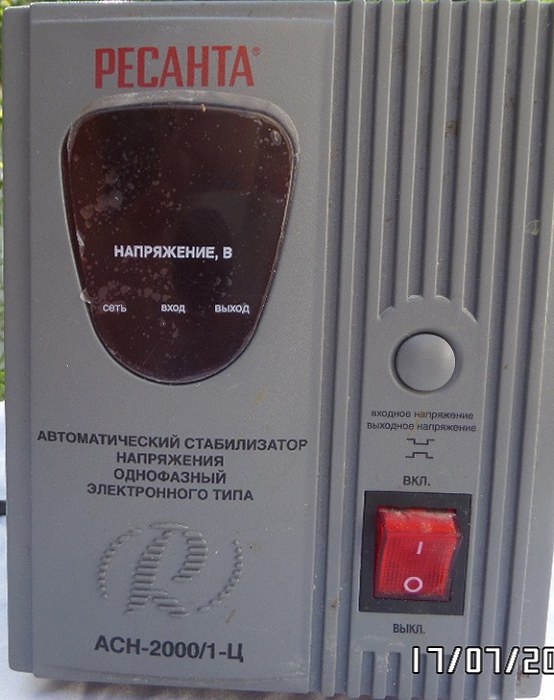 РЕСАНТА®
НАПРЯЖЕНИЕ, В
сеть вход выход
входное напряжение
выходное напряжение
АВТОМАТИЧЕСКИЙ СТАБИЛИЗАТОР
НАПРЯЖЕНИЯ
ОДНОФАЗНЫЙ
ЭЛЕКТРОННОГО ТИПА
ВКЛ.
I
O
ВЫКЛ.
R
АСН-2000/1-Ц
17/07/20